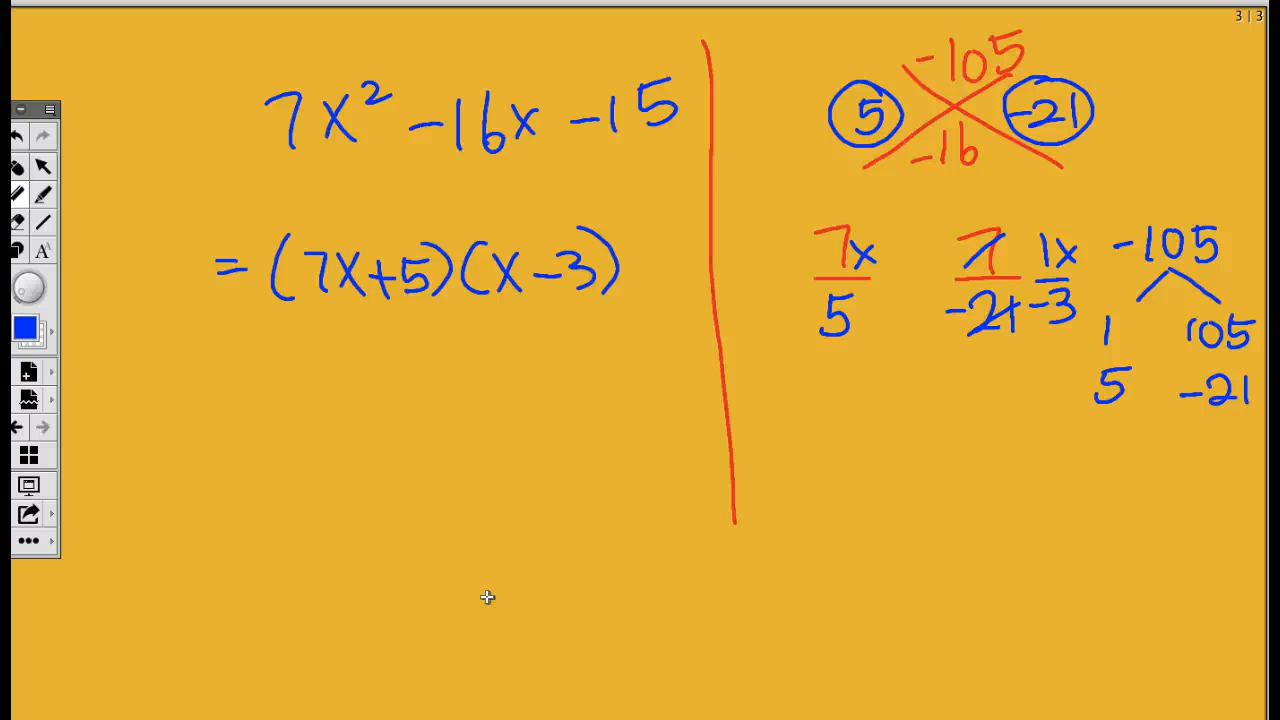 3 | 3
7x² -16x -15
= (7x+5)(x-3)
-105
5 -21
-16
7x/5 7/-21 1x/-3 -105
1 105
5 -21
A